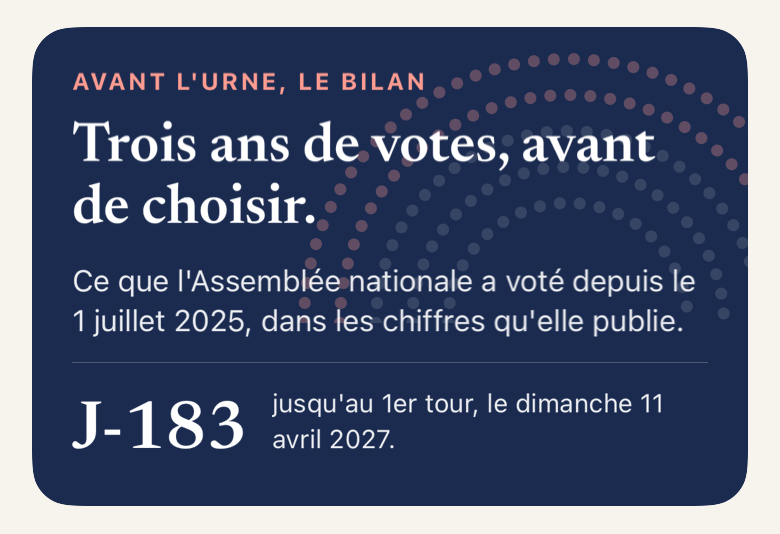 AVANT L'URNE, LE BILAN
Trois ans de votes, avant
de choisir.
Ce que l'Assemblée nationale a voté depuis le
1 juillet 2025, dans les chiffres qu'elle publie.
J-183
jusqu'au 1er tour, le dimanche 11
avril 2027.